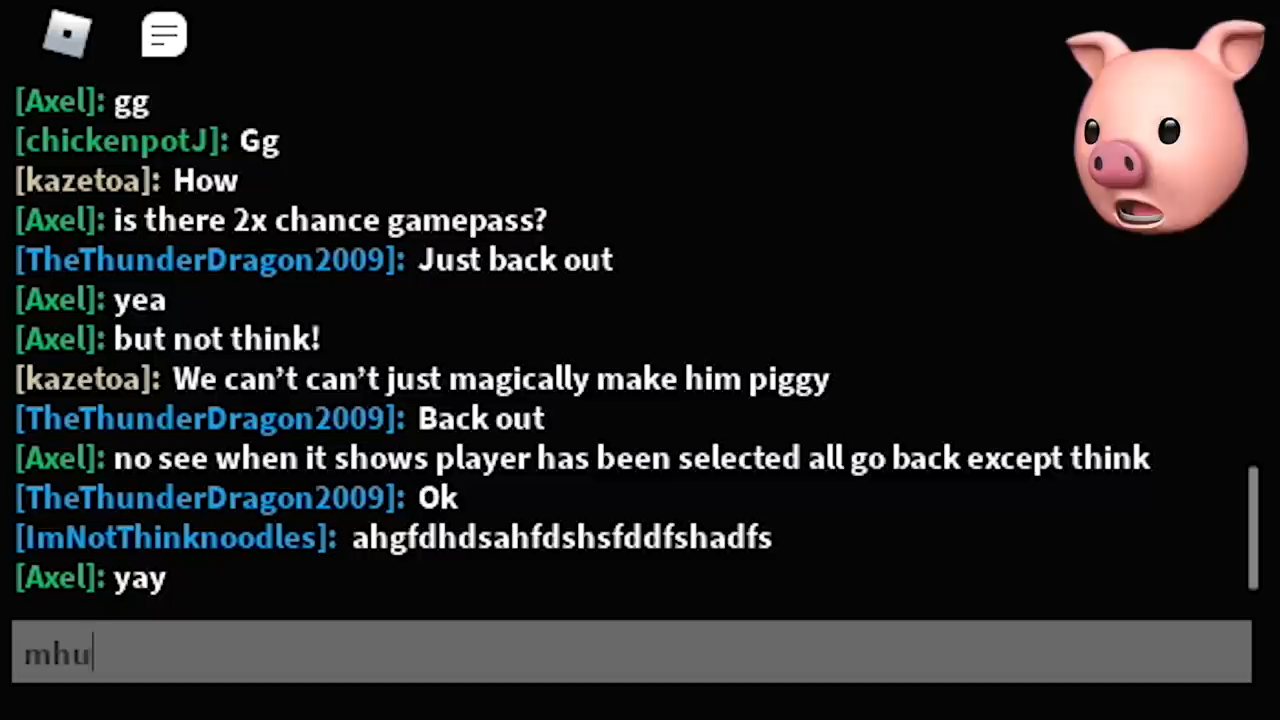 [Axel]: gg
[chickenpotJ]: Gg
[kazetoa]: How
[Axel]: is there 2x chance gamepass?
[TheThunderDragon2009]: Just back out
[Axel]: yea
[Axel]: but not think!
[kazetoa]: We can’t can’t just magically make him piggy
[TheThunderDragon2009]: Back out
[Axel]: no see when it shows player has been selected all go back except think
[TheThunderDragon2009]: Ok
[ImNotThinknoodles]: ahgfdhdsahfdshsfddfshadfs
[Axel]: yay
mhu